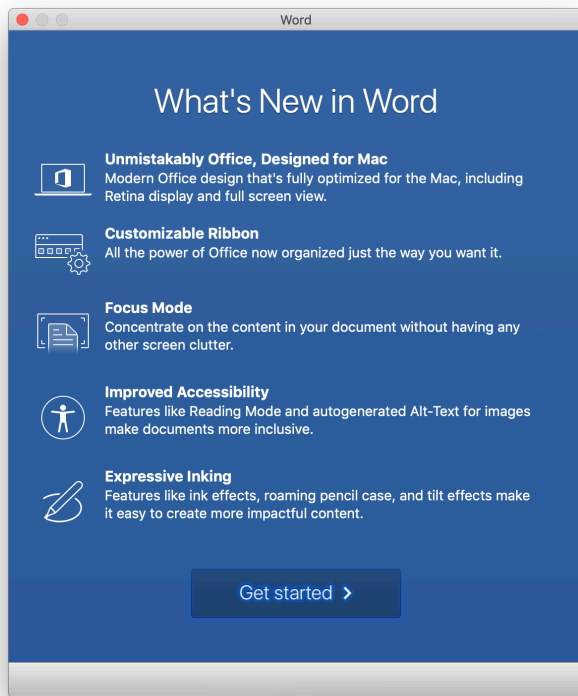 Word
What's New in Word
Unmistakably Office, Designed for Mac
Modern Office design that's fully optimized for the Mac, including
Retina display and full screen view.
Customizable Ribbon
All the power of Office now organized just the way you want it.
Focus Mode
Concentrate on the content in your document without having any
other screen clutter.
Improved Accessibility
Features like Reading Mode and autogenerated Alt-Text for images
make documents more inclusive.
Expressive Inking
Features like ink effects, roaming pencil case, and tilt effects make
it easy to create more impactful content.
Get started